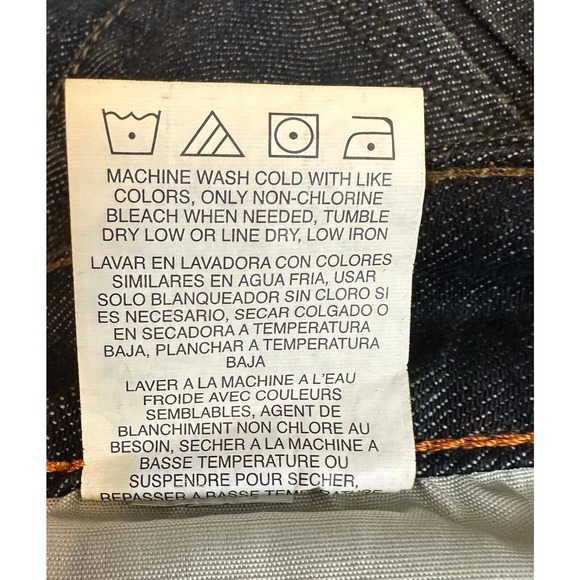 MACHINE WASH COLD WITH LIKE
COLORS, ONLY NON-CHLORINE
BLEACH WHEN NEEDED, TUMBLE
DRY LOW OR LINE DRY, LOW IRON
LAVAR EN LAVADORA CON COLORES
SIMILARES EN AGUA FRIA, USAR
SOLO BLANQUEADOR SIN CLORO SI
ES NECESARIO, SECAR COLGADO O
EN SECADORA A TEMPERATURA
BAJA, PLANCHAR A TEMPERATURA
BAJA
LAVER A LA MACHINE A L'EAU
FROIDE AVEC COULEURS
SEMBLABLES, AGENT DE
BLANCHIMENT NON CHLORE AU
BESOIN, SECHER A LA MACHINE A
BASSE TEMPERATURE OU
SUSPENDRE POUR SECHER,
REPASSER A BASSE TEMPERATURE